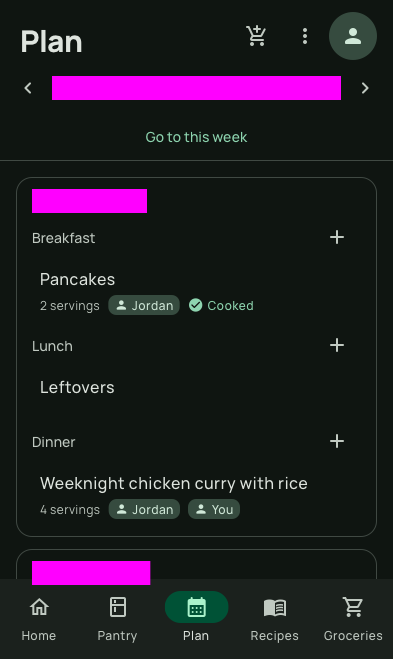 Plan
Go to this week
Breakfast
Pancakes
2 servings Jordan Cooked
Lunch
Leftovers
Dinner
Weeknight chicken curry with rice
4 servings Jordan You
Home Pantry Plan Recipes Groceries